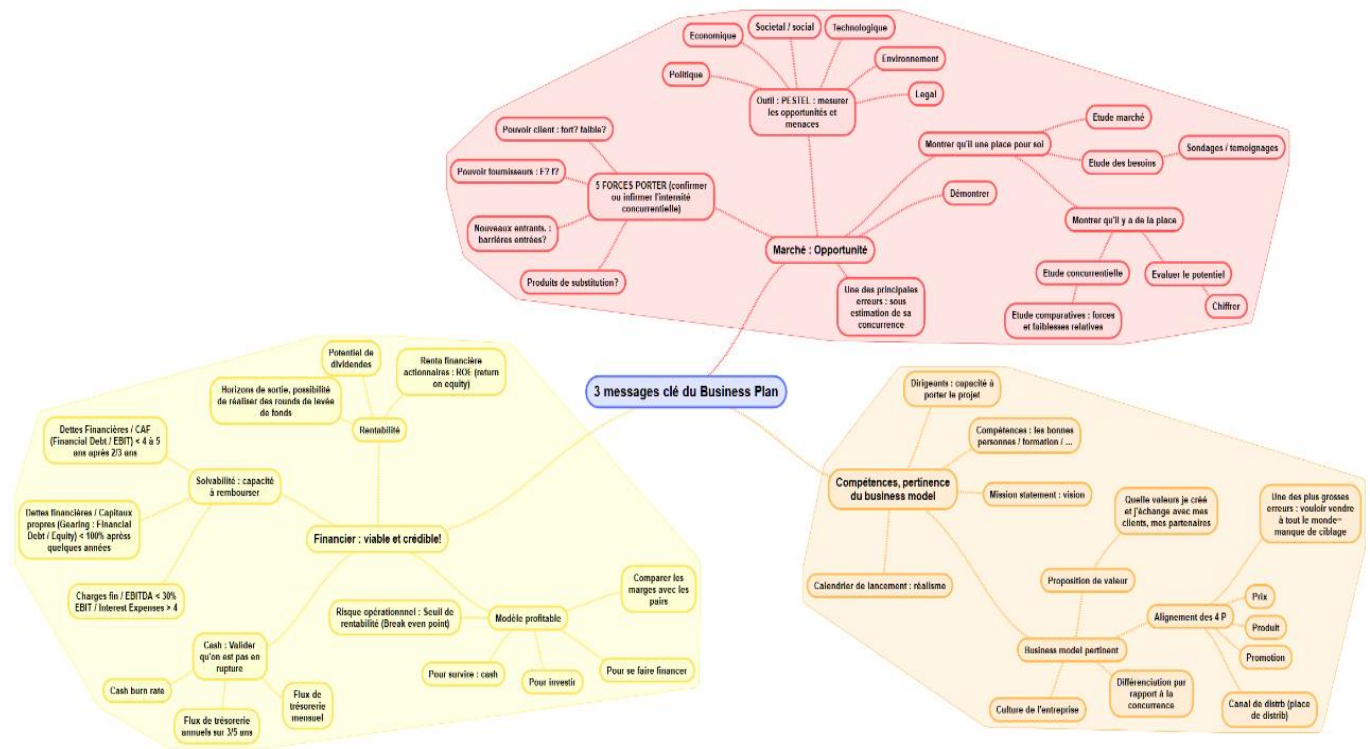 3 messages clé du Business Plan
Marché : Opportunité
Outil : PESTEL : mesurer
les opportunités et
menaces
Politique
Economique
Societal / social
Technologique
Environnement
Legal
5 FORCES PORTER (confirmer
ou infirmer l'intensité
concurrentielle)
Pouvoir client : fort? faible?
Pouvoir fournisseurs : F? f?
Nouveaux entrants. :
barrières entrées?
Produits de substitution?
Montrer qu'il une place pour soi
Etude marché
Etude des besoins
Sondages / temoignages
Montrer qu'il y a de la place
Etude concurrentielle
Etude comparatives : forces
et faiblesses relatives
Evaluer le potentiel
Chiffrer
Démontrer
Une des principales
erreurs : sous
estimation de sa
concurrence
Compétences, pertinence
du business model
Dirigeants : capacité à
porter le projet
Compétences : les bonnes
personnes / formation / ...
Mission statement : vision
Calendrier de lancement : réalisme
Business model pertinent
Proposition de valeur
Quelle valeurs je créé
et j'échange avec mes
clients, mes partenaires
Alignement des 4 P
Une des plus grosses
erreurs : vouloir vendre
à tout le monde=
manque de ciblage
Prix
Produit
Promotion
Canal de distrb (place
de distrib)
Différenciation par
rapport à la
concurrence
Culture de l'entreprise
Financier : viable et crédible!
Rentabilité
Potentiel de
dividendes
Renta financière
actionnaires : ROE (return
on equity)
Horizons de sortie, possibilité
de réaliser des rounds de levée
de fonds
Solvabilité : capacité
à rembourser
Dettes Financières / CAF
(Financial Debt / EBIT) < 4 à 5
ans après 2/3 ans
Dettes financières / Capitaux
propres (Gearing : Financial
Debt / Equity) < 100% aprèss
quelques années
Charges fin / EBITDA < 30%
EBIT / Interest Expenses > 4
Cash : Valider
qu'on est pas en
rupture
Cash burn rate
Flux de trésorerie
annuels sur 3/5 ans
Flux de
trésorerie
mensuel
Modèle profitable
Comparer les
marges avec les
pairs
Risque opérationnnel : Seuil de
rentabilité (Break even point)
Pour survire : cash
Pour investir
Pour se faire financer